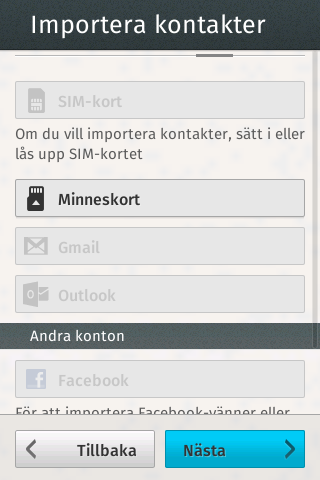 Importera kontakter
SIM-kort
Om du vill importera kontakter, sätt i eller
lås upp SIM-kortet
Minneskort
Gmail
Outlook
Andra konton
Facebook
För att importera Facebook-vänner eller
Tillbaka
Nästa